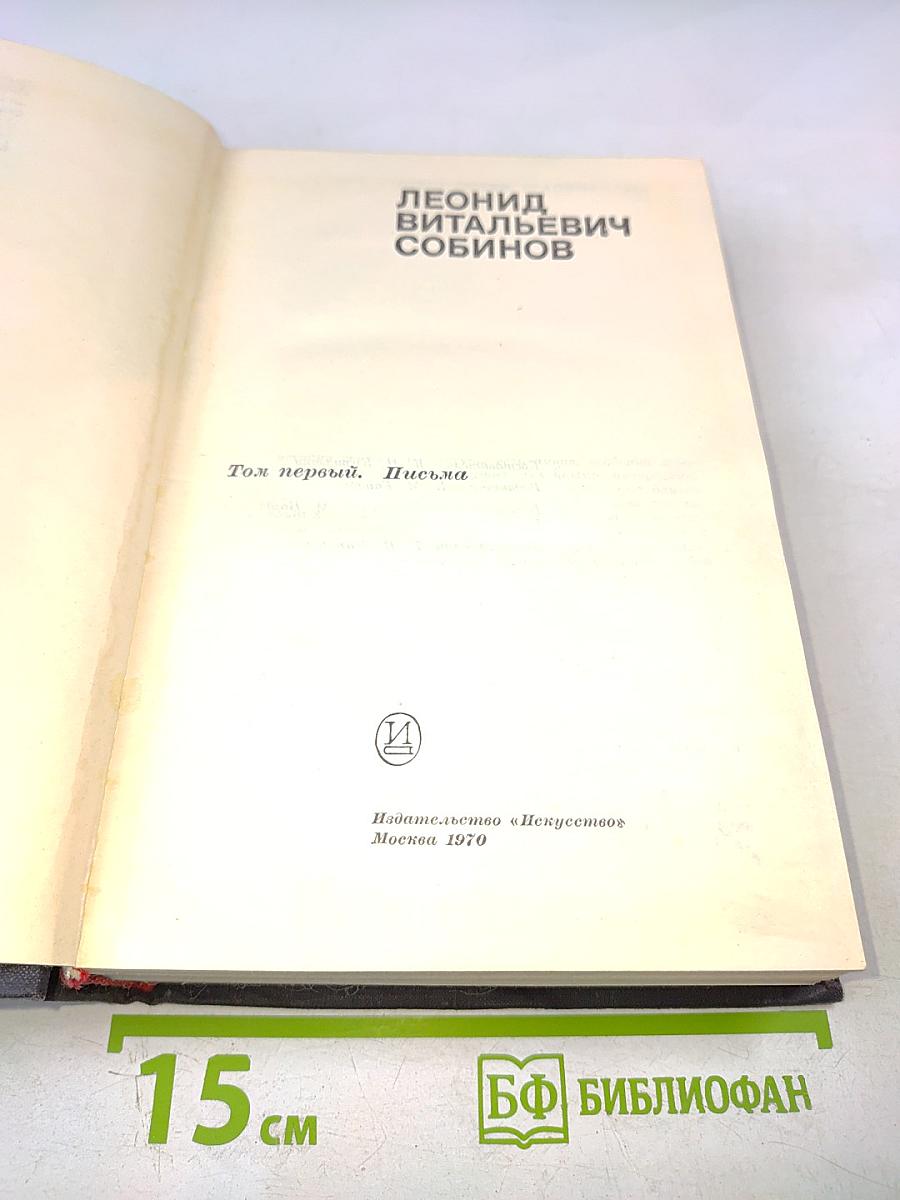 ЛЕОНИД
ВИТАЛЬЕВИЧ
СОБИНОВ
Том первый. Письма
И
Издательство «Искусство»
Москва 1970
15 см
БФ БИБЛИОФАН